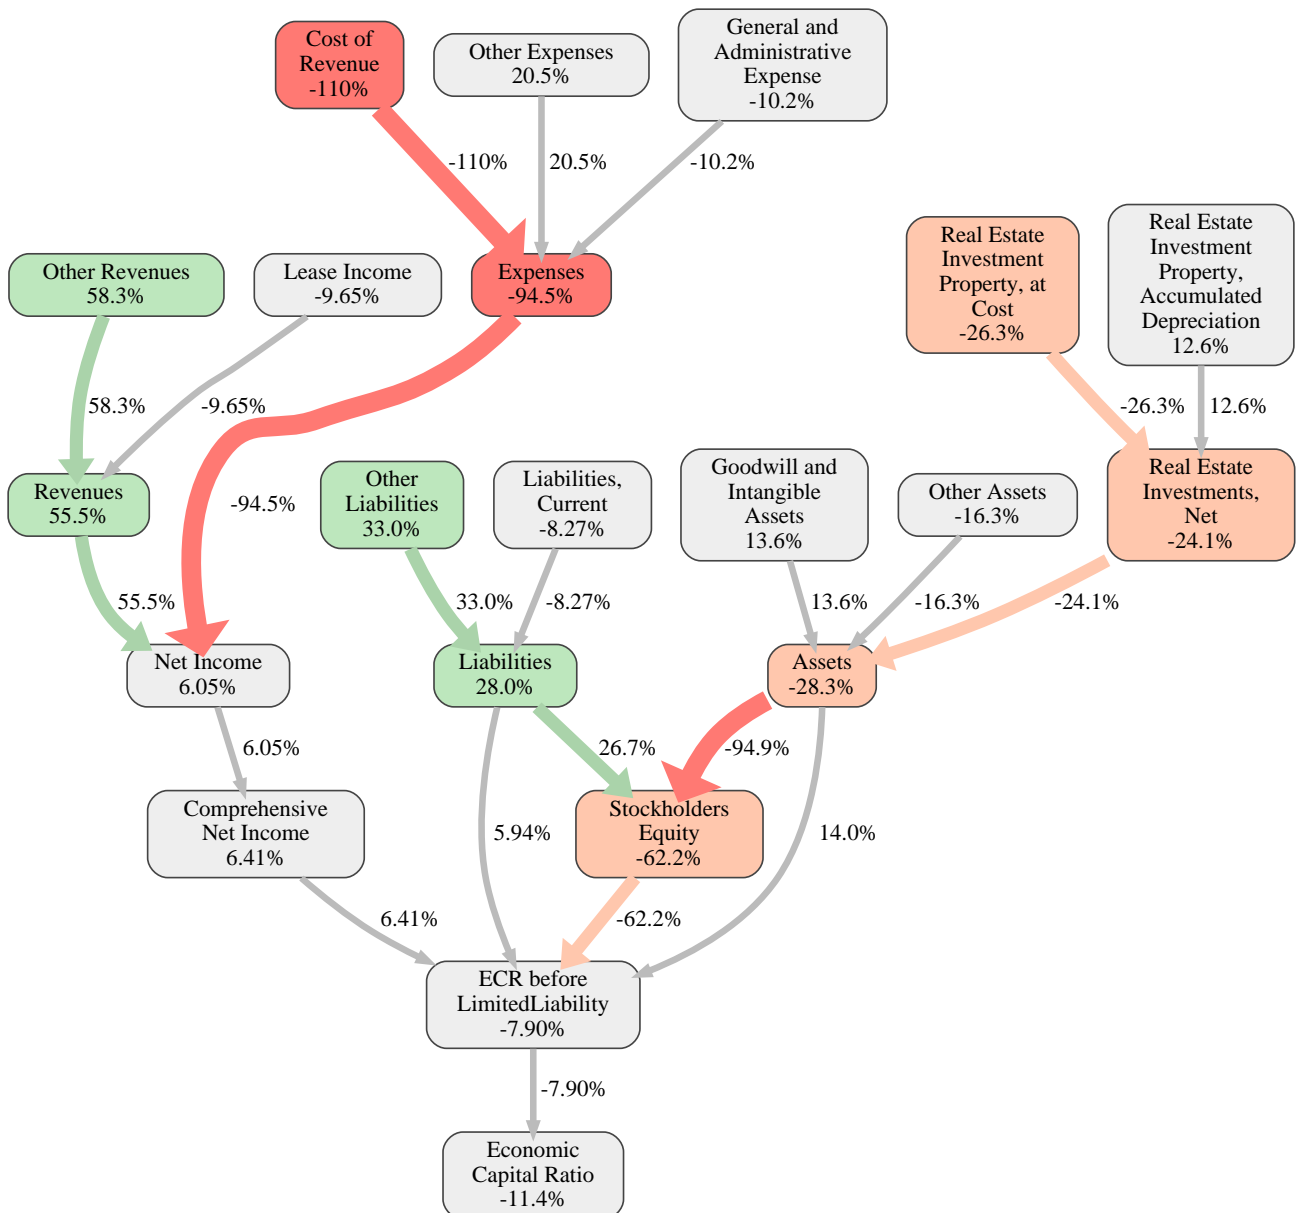 Cost of
Revenue
-110%
Other Expenses
20.5%
General and
Administrative
Expense
-10.2%
-110%
20.5%
-10.2%
Other Revenues
58.3%
Lease Income
-9.65%
Expenses
-94.5%
Real Estate
Investment
Property, at
Cost
-26.3%
Real Estate
Investment
Property,
Accumulated
Depreciation
12.6%
58.3%
-9.65%
-26.3%
12.6%
Revenues
55.5%
-94.5%
Other
Liabilities
33.0%
Liabilities,
Current
-8.27%
Goodwill and
Intangible
Assets
13.6%
Other Assets
-16.3%
Real Estate
Investments,
Net
-24.1%
55.5%
33.0%
-8.27%
13.6%
-16.3%
-24.1%
Net Income
6.05%
Liabilities
28.0%
Assets
-28.3%
6.05%
26.7%
-94.9%
Comprehensive
Net Income
6.41%
5.94%
Stockholders
Equity
-62.2%
14.0%
6.41%
-62.2%
ECR before
LimitedLiability
-7.90%
-7.90%
Economic
Capital Ratio
-11.4%